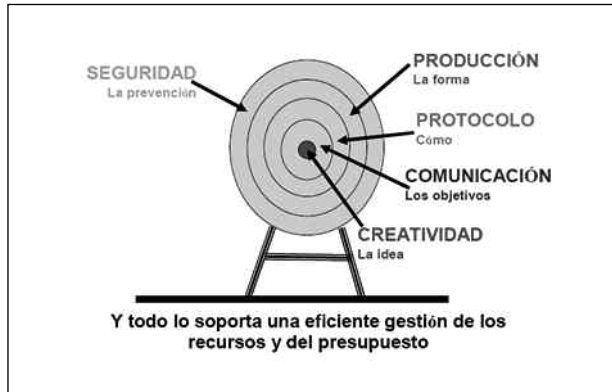 SEGURIDAD
La prevención
PRODUCCIÓN
La forma
PROTOCOLO
Cómo
COMUNICACIÓN
Los objetivos
CREATIVIDAD
La idea
Y todo lo soporta una eficiente gestión de los
recursos y del presupuesto